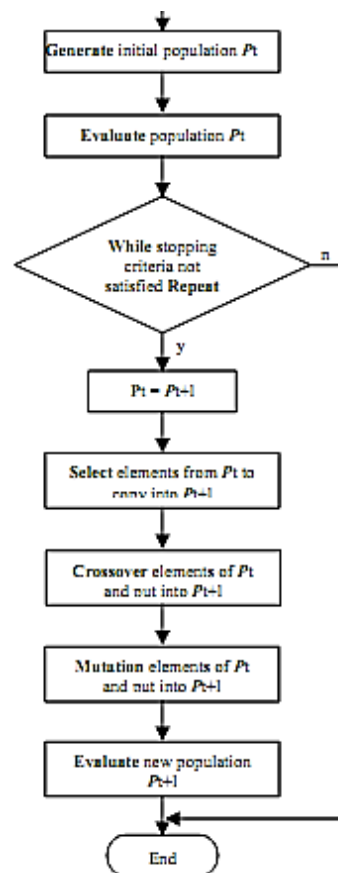 Generate initial population Pt
Evaluate population Pt
While stopping
criteria not
satisfied Repeat
n
y
Pt = Pt+1
Select elements from Pt to
copy into Pt+1
Crossover elements of Pt
and put into Pt+1
Mutation elements of Pt
and put into Pt+1
Evaluate new population
Pt+1
End